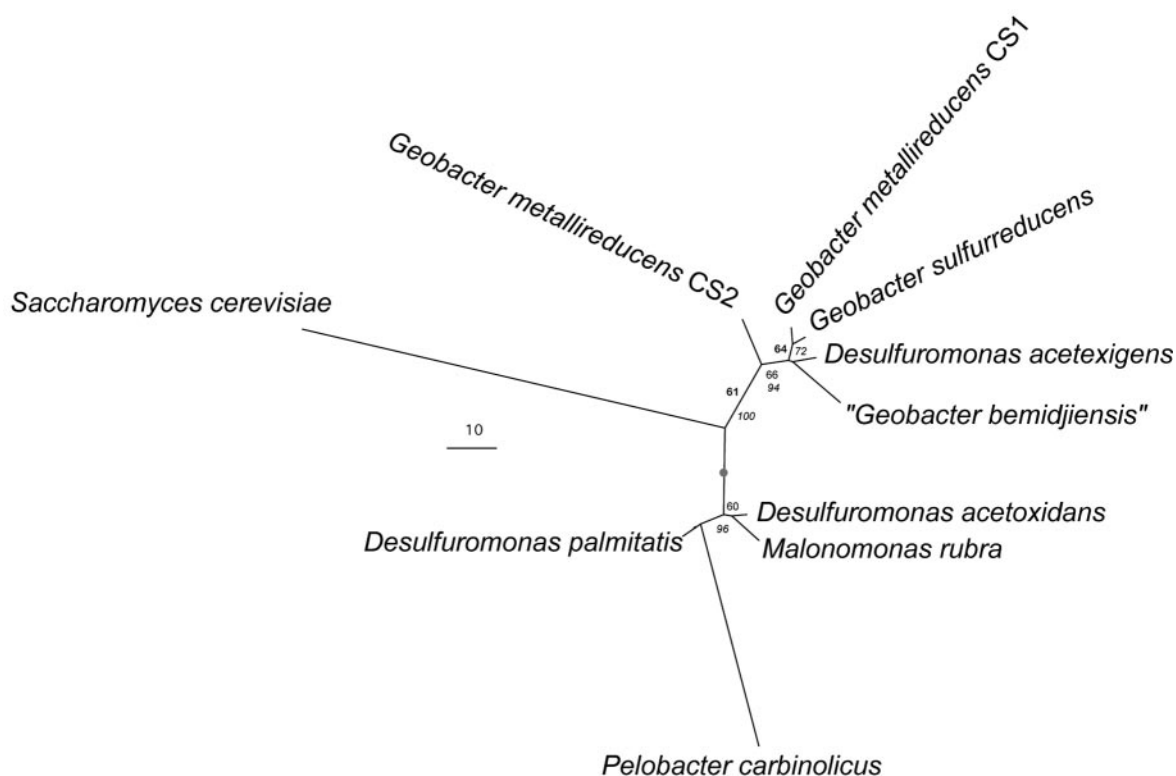 Geobacter metallireducens CS1
Geobacter metallireducens CS2
Geobacter sulfurreducens
Saccharomyces cerevisiae
64
72
Desulfuromonas acetexigens
66
94
61
"Geobacter bemidjiensis"
100
10
60
Desulfuromonas acetoxidans
96
Desulfuromonas palmitatis
Malonomonas rubra
Pelobacter carbinolicus